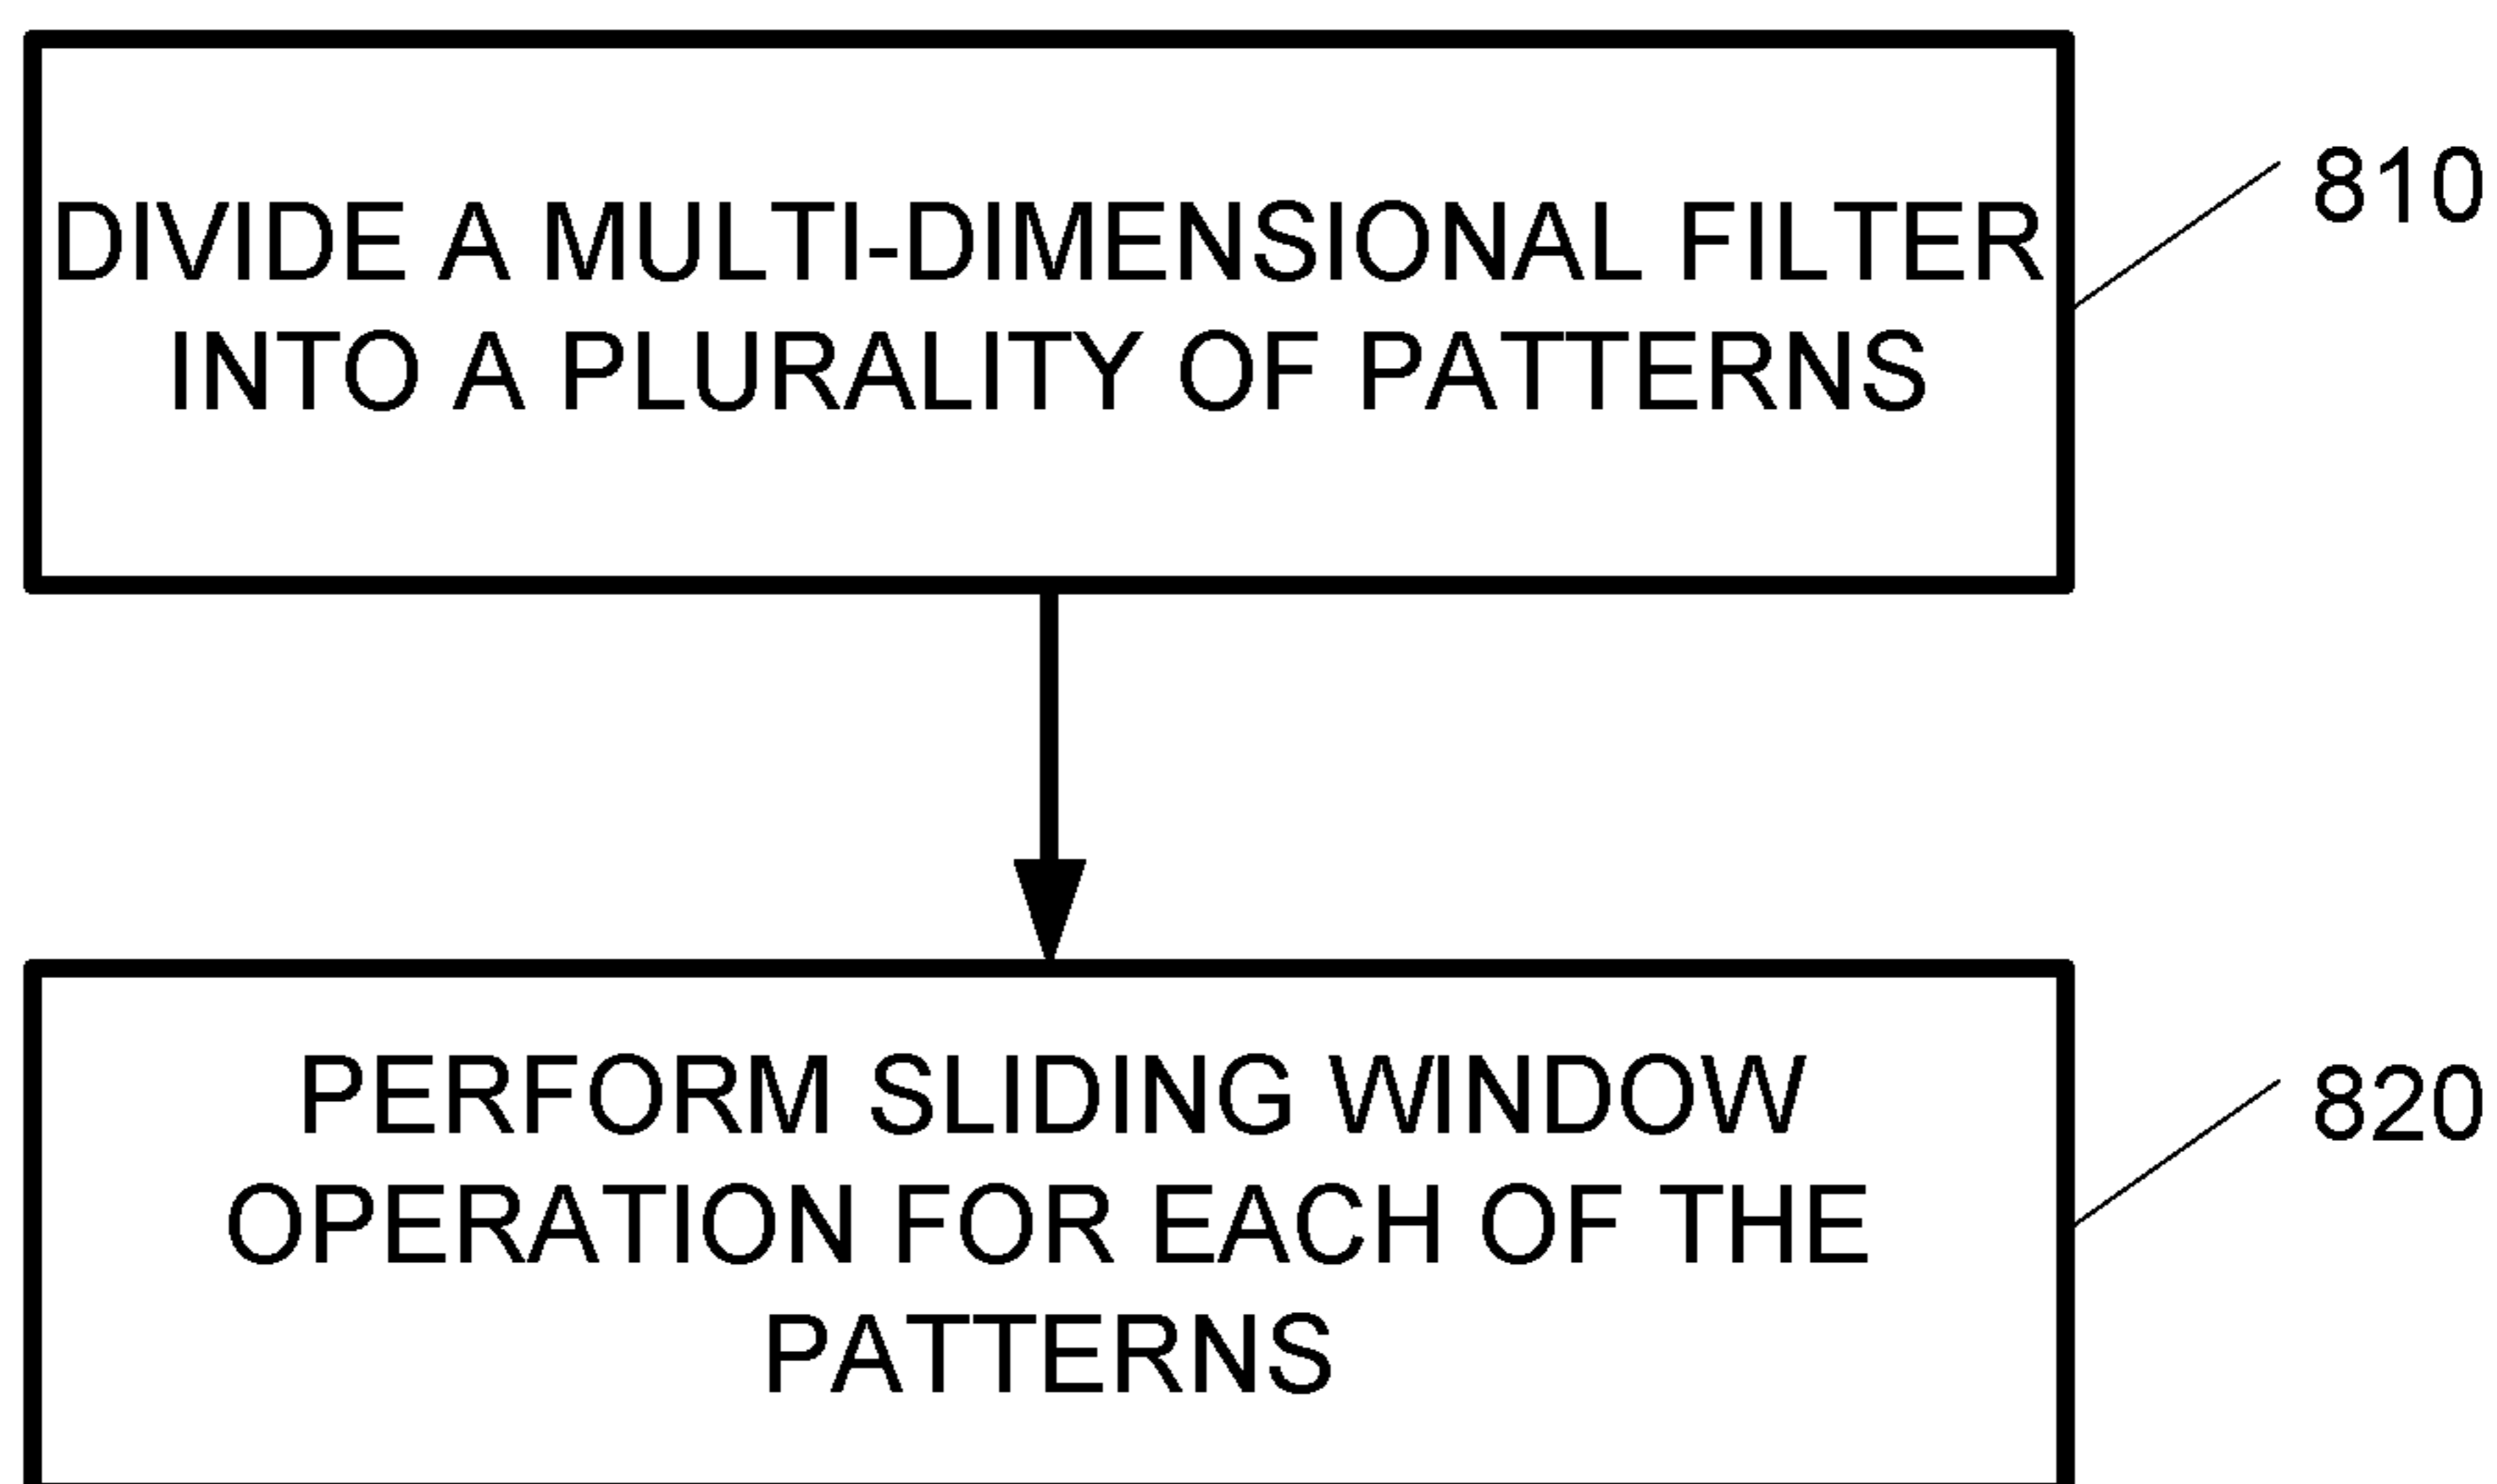 DIVIDE A MULTI-DIMENSIONAL FILTER
INTO A PLURALITY OF PATTERNS
810
PERFORM SLIDING WINDOW
OPERATION FOR EACH OF THE
PATTERNS
820